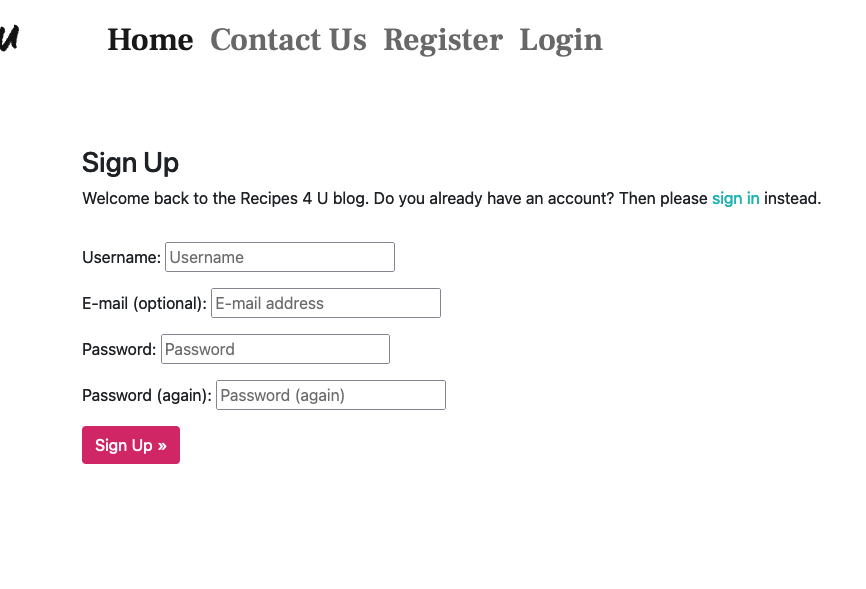 u Home Contact Us Register Login
Sign Up
Welcome back to the Recipes 4 U blog. Do you already have an account? Then please sign in instead.
Username: Username
E-mail (optional): E-mail address
Password: Password
Password (again): Password (again)
Sign Up »